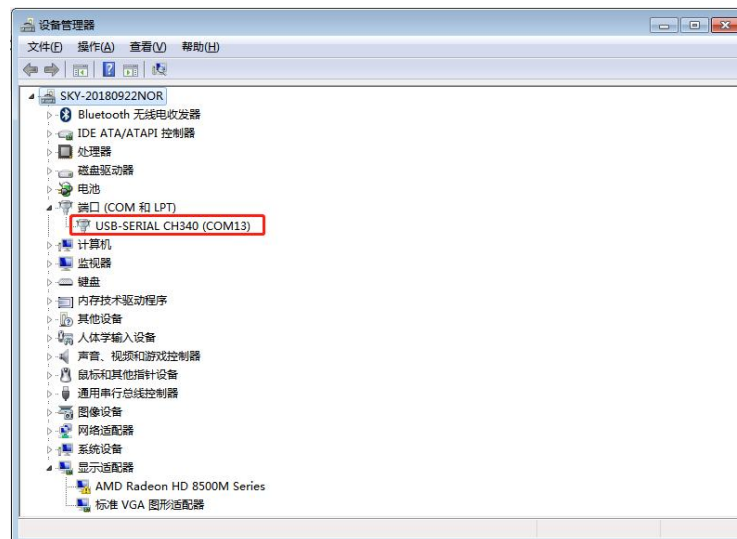 设备管理器
文件(F) 操作(A) 查看(V) 帮助(H)
SKY-20180922NOR
Bluetooth 无线电收发器
IDE ATA/ATAPI 控制器
处理器
磁盘驱动器
电池
端口 (COM 和 LPT)
USB-SERIAL CH340 (COM13)
计算机
监视器
键盘
内存技术驱动程序
其他设备
人体学输入设备
声音、视频和游戏控制器
鼠标和其他指针设备
通用串行总线控制器
图像设备
网络适配器
系统设备
显示适配器
AMD Radeon HD 8500M Series
标准 VGA 图形适配器